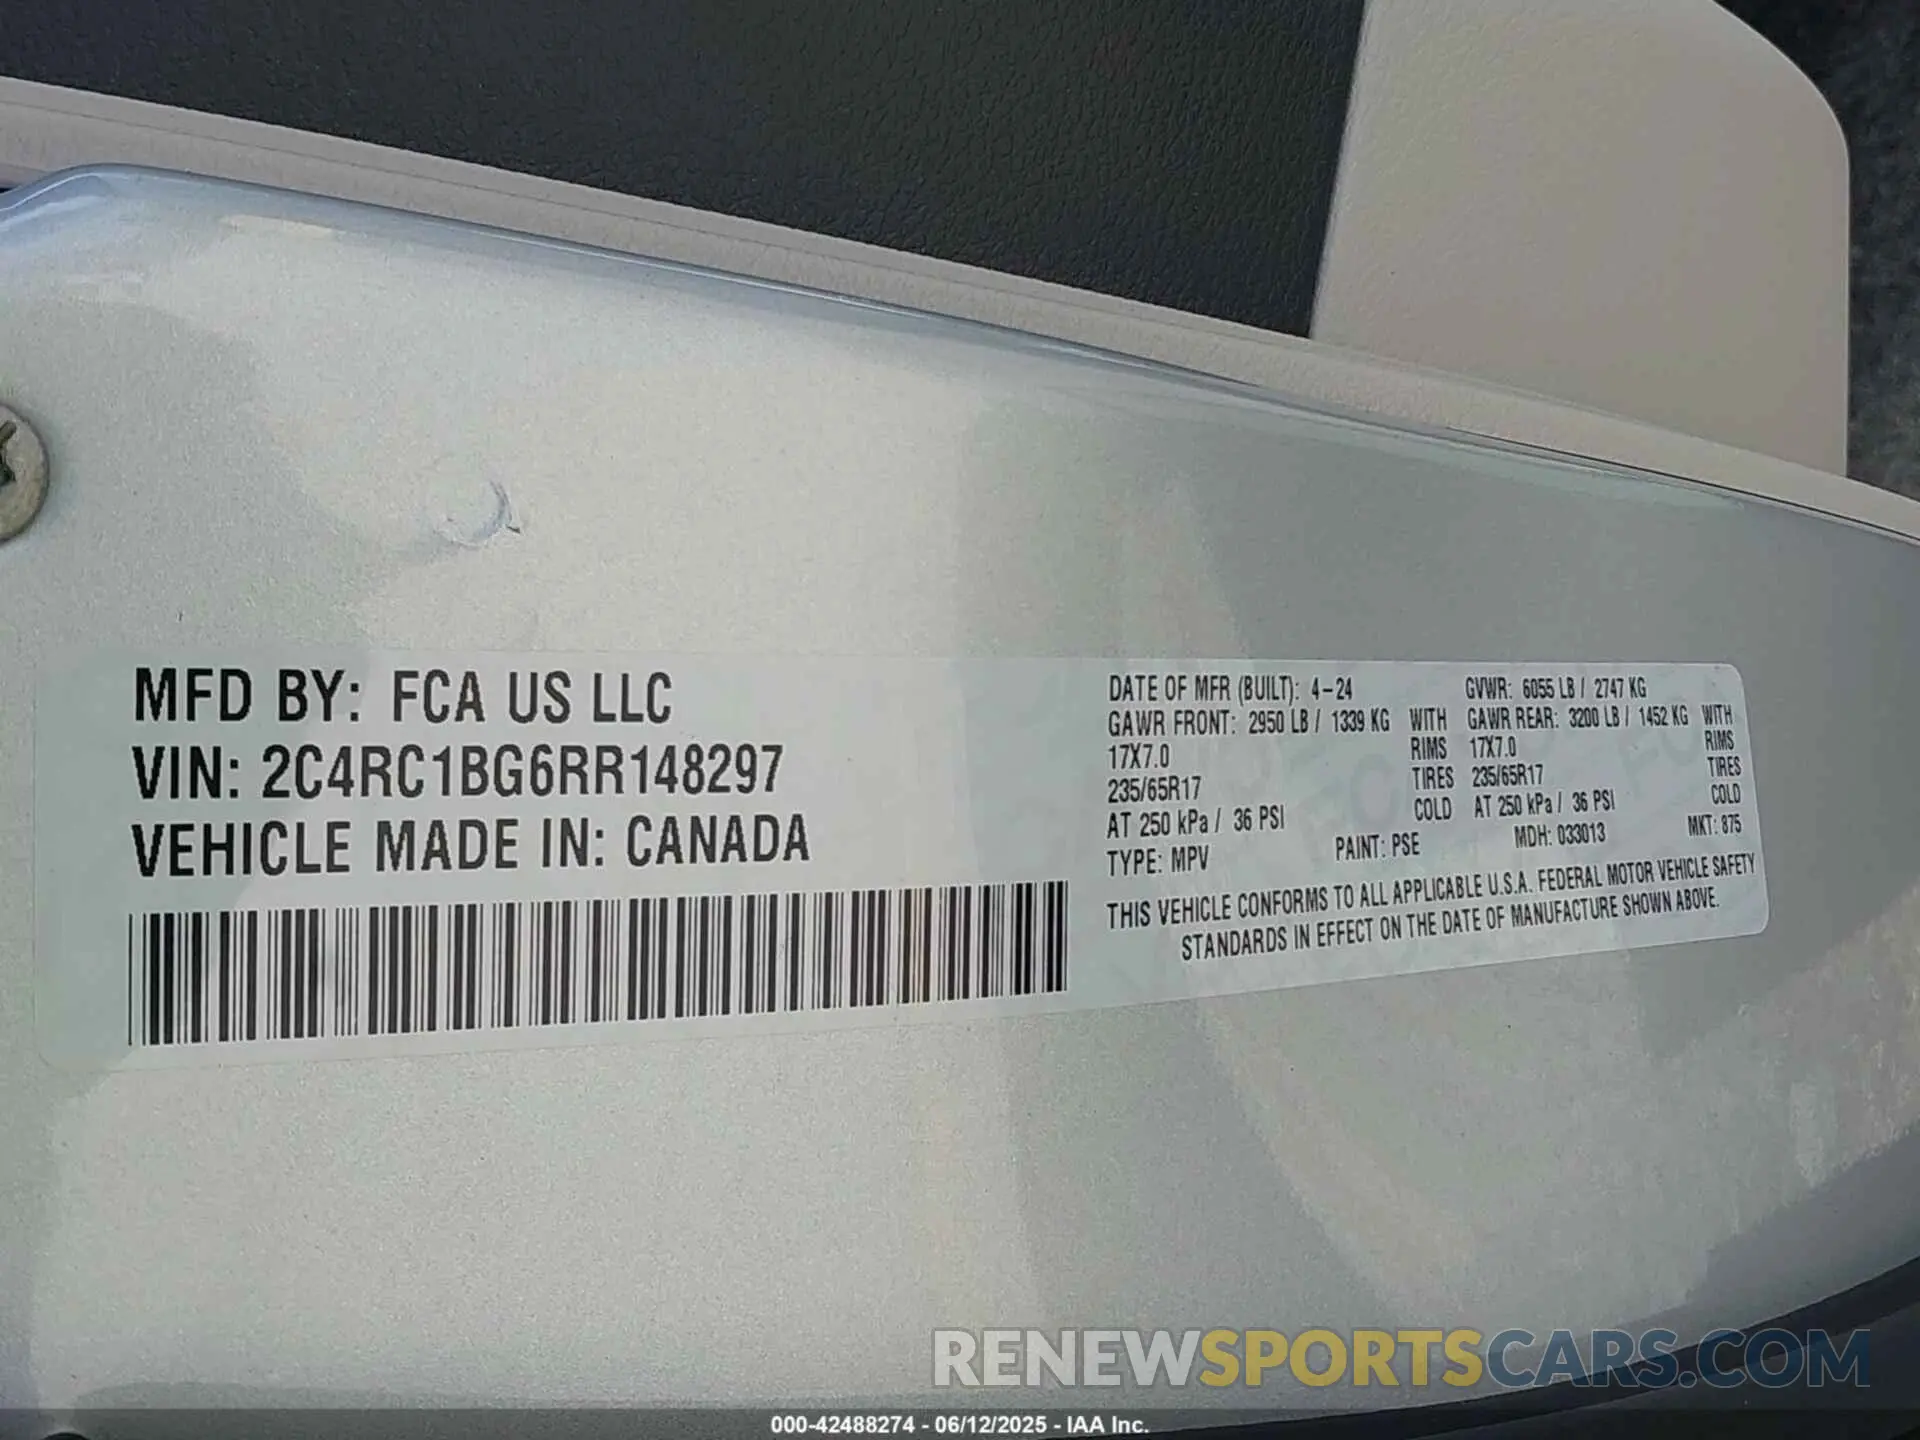 MFD BY: FCA US LLC
VIN: 2C4RC1BG6RR148297
VEHICLE MADE IN: CANADA
DATE OF MFR (BUILT): 4-24 GVWR: 6055 LB / 2747 KG
GAWR FRONT: 2950 LB / 1339 KG WITH GAWR REAR: 3200 LB / 1452 KG WITH
17X7.0 RIMS 17X7.0 RIMS
235/65R17 TIRES 235/65R17 TIRES
AT 250 kPa / 36 PSI COLD AT 250 kPa / 36 PSI COLD
TYPE: MPV PAINT: PSE MDH: 033013 MKT: 875
THIS VEHICLE CONFORMS TO ALL APPLICABLE U.S.A. FEDERAL MOTOR VEHICLE SAFETY
STANDARDS IN EFFECT ON THE DATE OF MANUFACTURE SHOWN ABOVE.
RENEWSPORTSCARS.COM
000-42488274 - 06/12/2025 - IAA Inc.